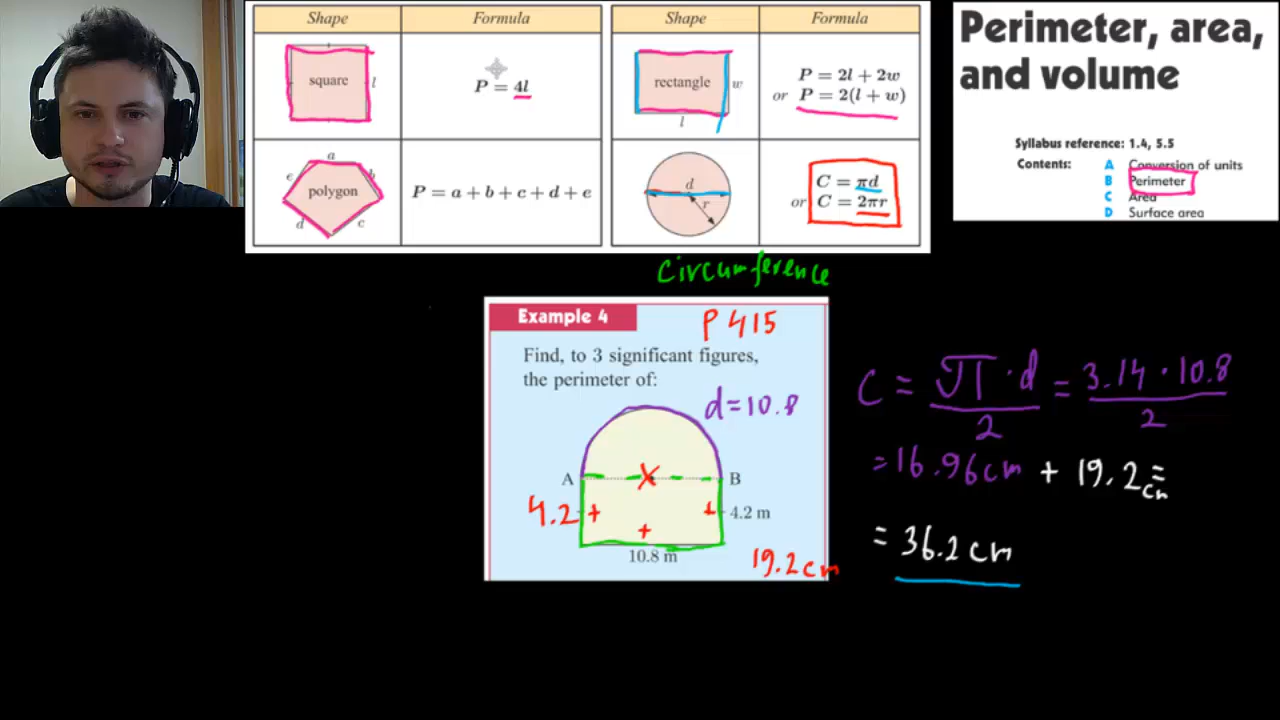 Shape Formula Shape Formula
square l
P = 4l
rectangle w
l
P = 2l + 2w
or P = 2(l + w)
a
e b
polygon
d c
P = a + b + c + d + e
d
r
C = πd
or C = 2πr
Perimeter, area,
and volume
Syllabus reference: 1.4, 5.5
Contents: A Conversion of units
B Perimeter
C Area
D Surface area
Circumference
Example 4
P 415
Find, to 3 significant figures,
the perimeter of:
d=10.8
A X B
4.2 + + 4.2 m
+
10.8 m
19.2 cm
C = π · d / 2 = 3.14 · 10.8 / 2
= 16.96 cm + 19.2 cm =
= 36.2 cm